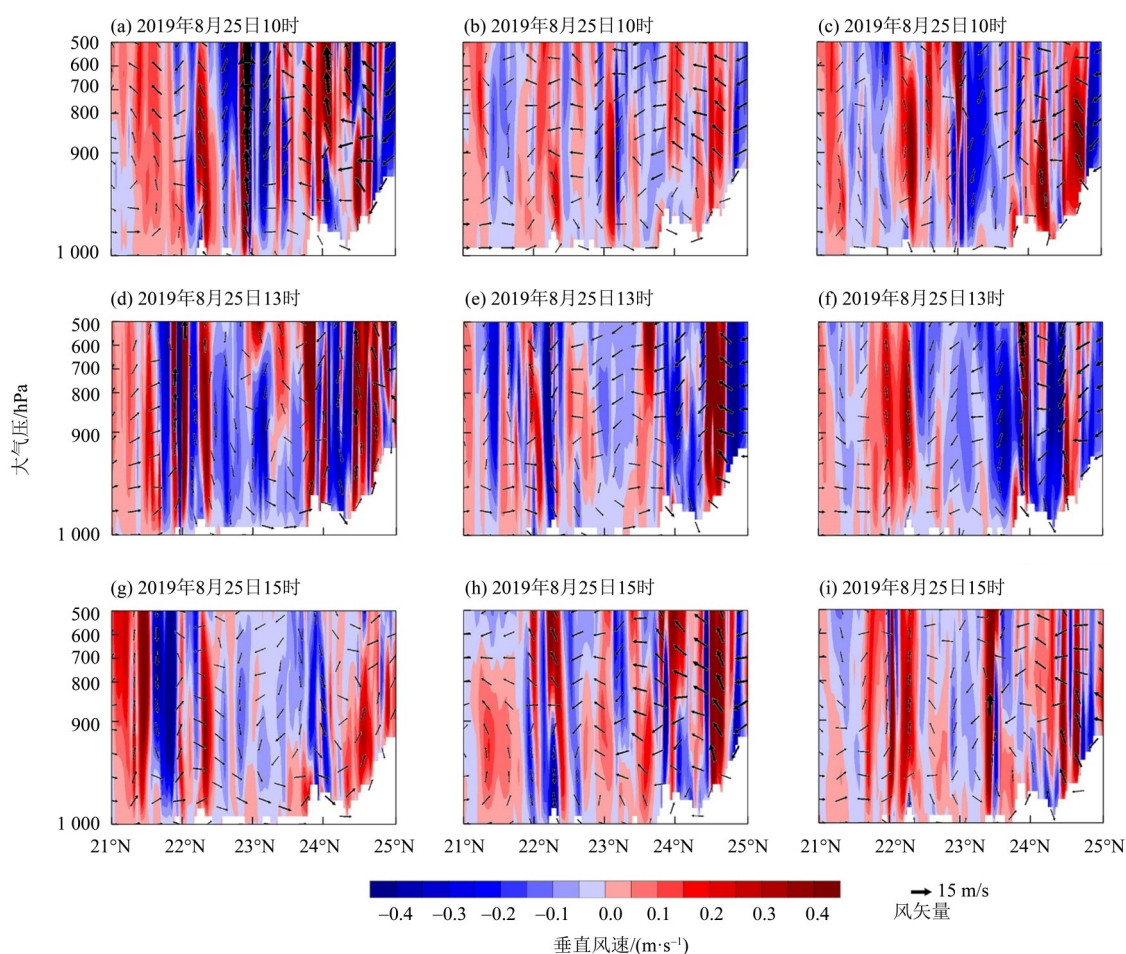 (a) 2019年8月25日10时
(b) 2019年8月25日10时
(c) 2019年8月25日10时
500
600
700
800
900
1 000
(d) 2019年8月25日13时
(e) 2019年8月25日13时
(f) 2019年8月25日13时
500
600
700
800
900
1 000
大气压/hPa
(g) 2019年8月25日15时
(h) 2019年8月25日15时
(i) 2019年8月25日15时
500
600
700
800
900
1 000
21°N 22°N 23°N 24°N 25°N 21°N 22°N 23°N 24°N 25°N 21°N 22°N 23°N 24°N 25°N
–0.4 –0.3 –0.2 –0.1 0.0 0.1 0.2 0.3 0.4
15 m/s
风矢量
垂直风速/(m·s⁻¹)